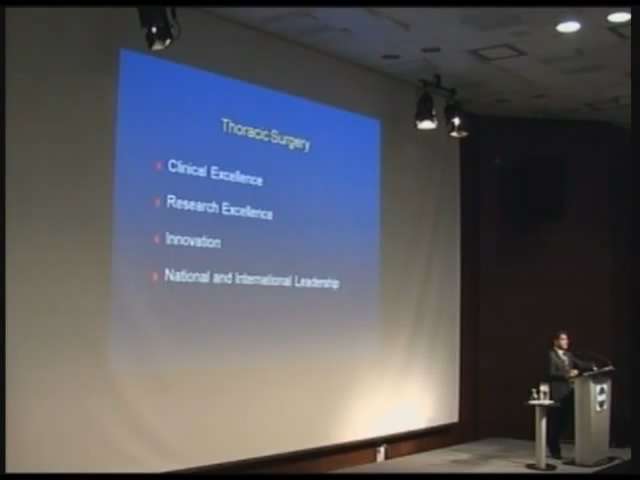 Thoracic Surgery
Clinical Excellence
Research Excellence
Innovation
National and International Leadership